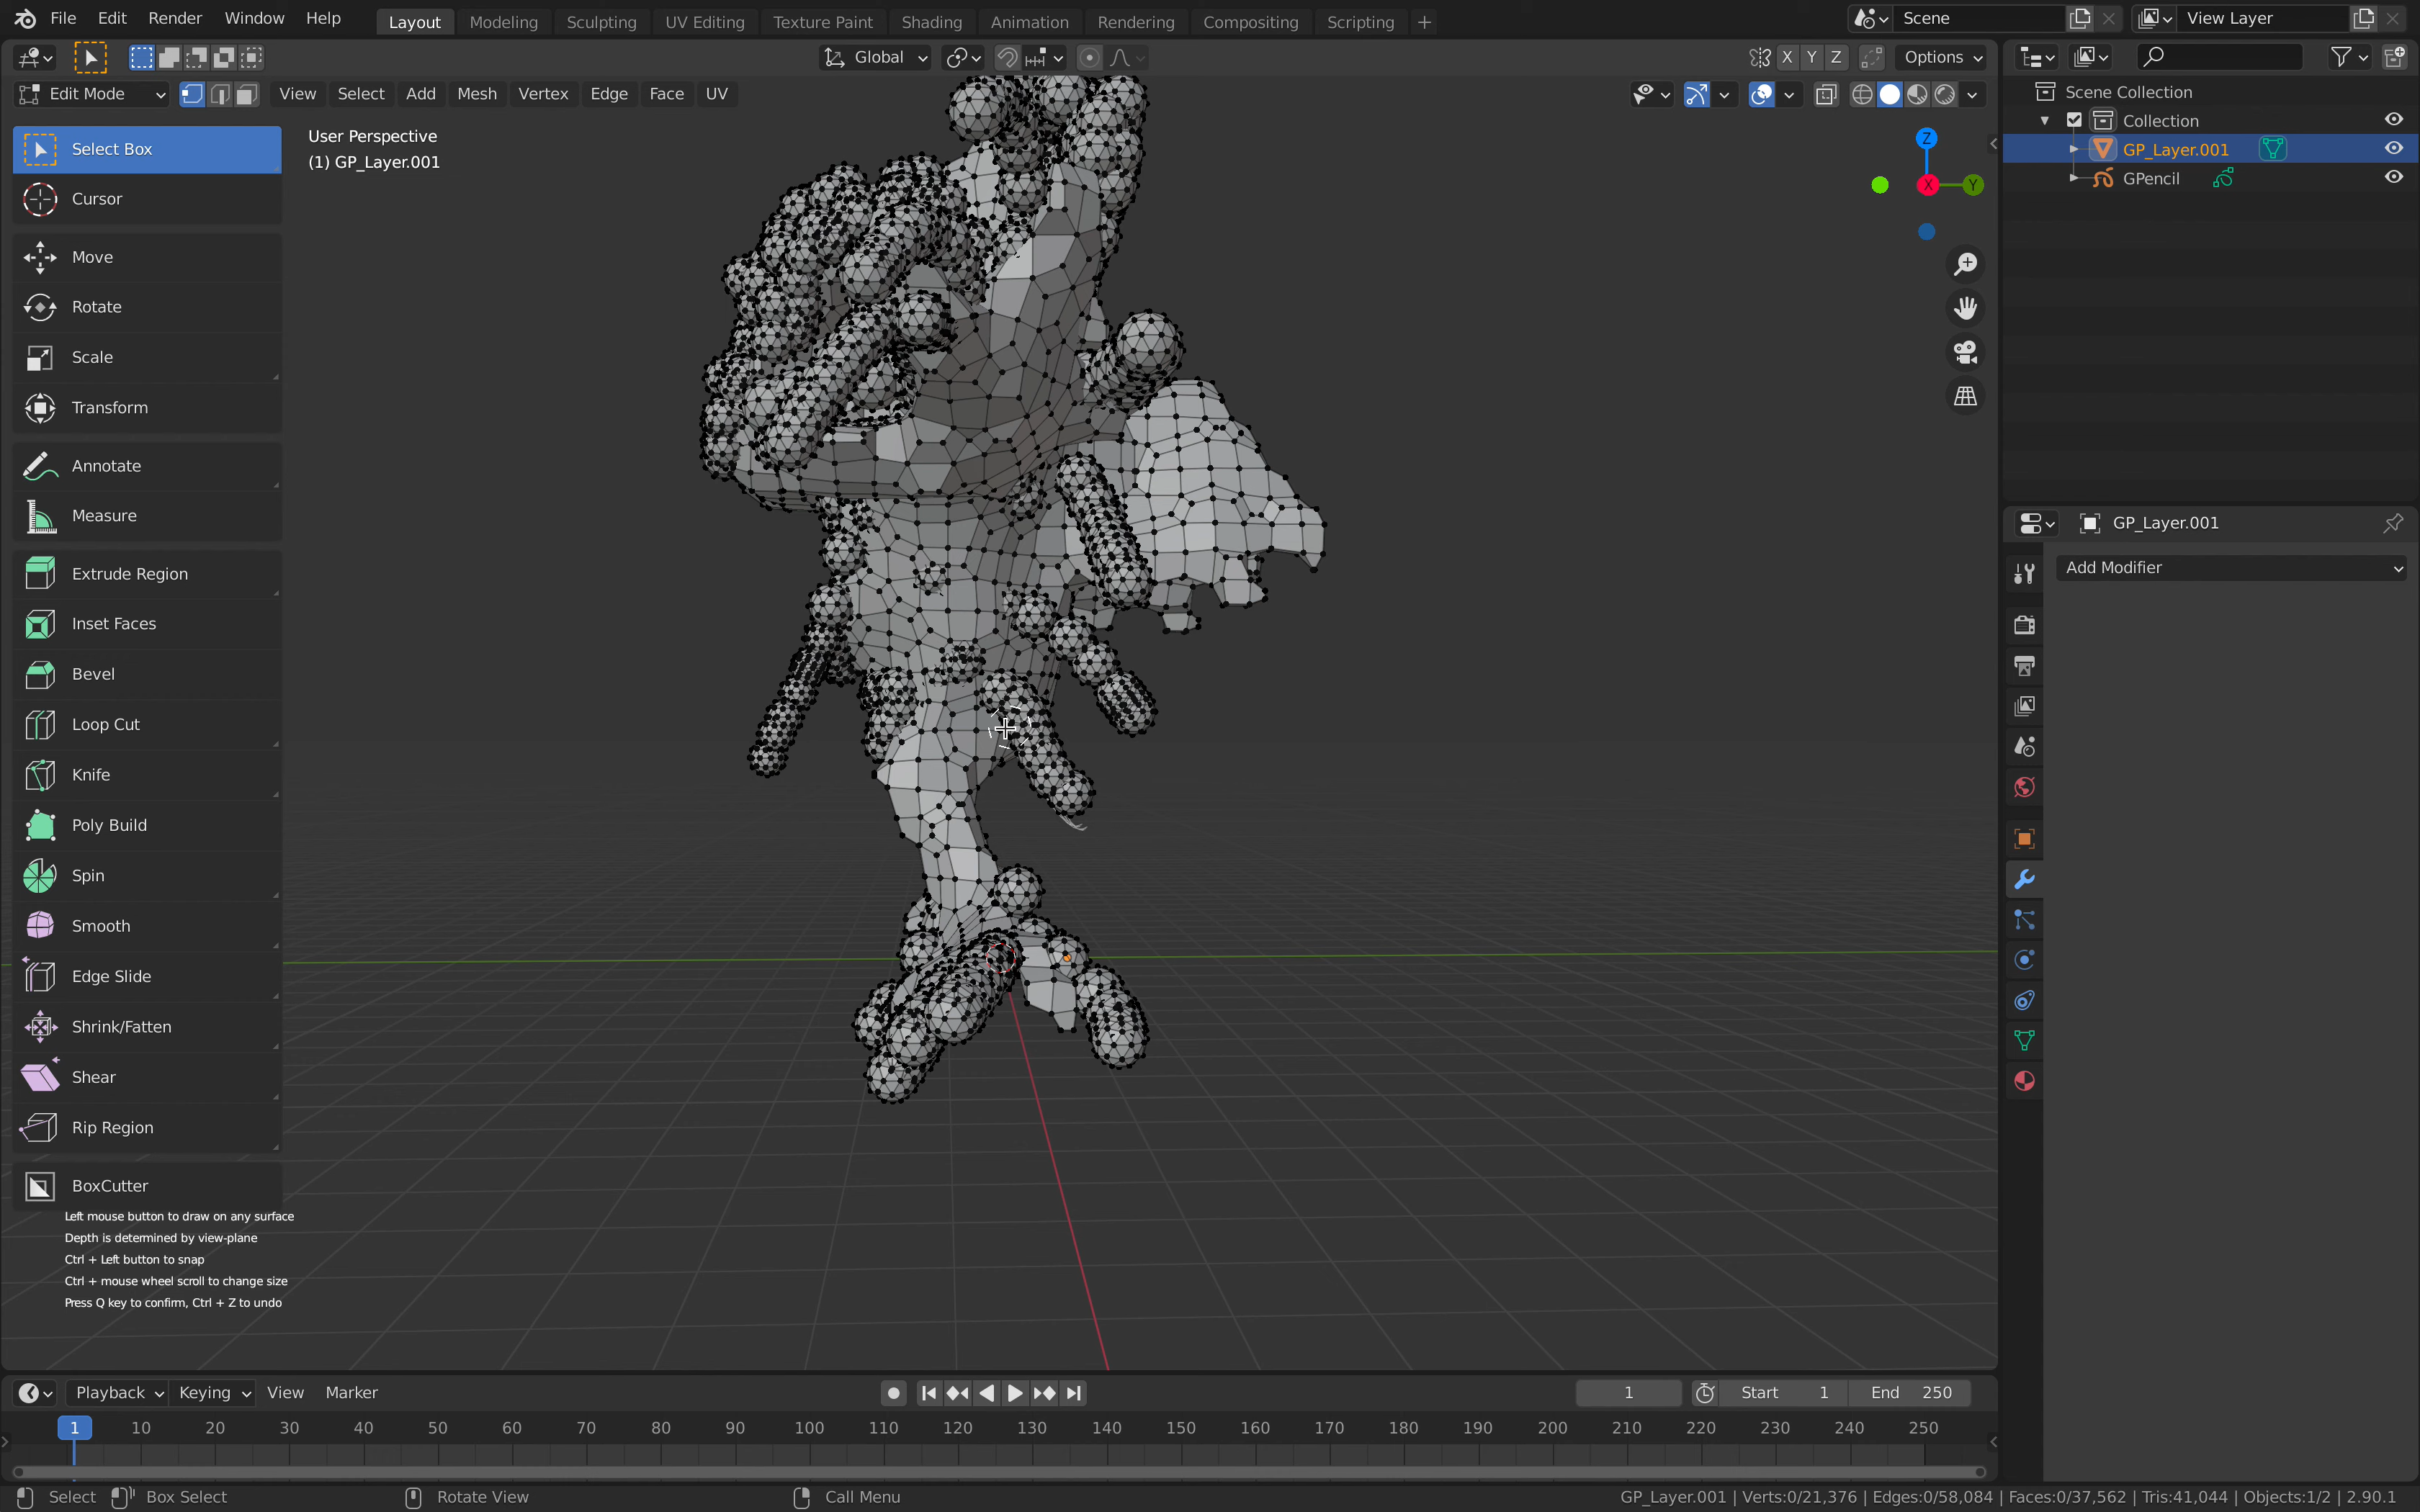 File Edit Render Window Help Layout Modeling Sculpting UV Editing Texture Paint Shading Animation Rendering Compositing Scripting + Scene View Layer
Global X Y Z Options
Edit Mode View Select Add Mesh Vertex Edge Face UV
Scene Collection
Collection
GP_Layer.001
GPencil
User Perspective
(1) GP_Layer.001
Z
X
Y
Select Box
Cursor
Move
Rotate
Scale
Transform
Annotate
Measure
Extrude Region
Inset Faces
Bevel
Loop Cut
Knife
Poly Build
Spin
Smooth
Edge Slide
Shrink/Fatten
Shear
Rip Region
BoxCutter
Left mouse button to draw on any surface
Depth is determined by view-plane
Ctrl + Left button to snap
Ctrl + mouse wheel scroll to change size
Press Q key to confirm, Ctrl + Z to undo
GP_Layer.001
Add Modifier
Playback Keying View Marker 1 Start 1 End 250
1 10 20 30 40 50 60 70 80 90 100 110 120 130 140 150 160 170 180 190 200 210 220 230 240 250
Select Box Select Rotate View Call Menu GP_Layer.001 | Verts:0/21,376 | Edges:0/58,084 | Faces:0/37,562 | Tris:41,044 | Objects:1/2 | 2.90.1